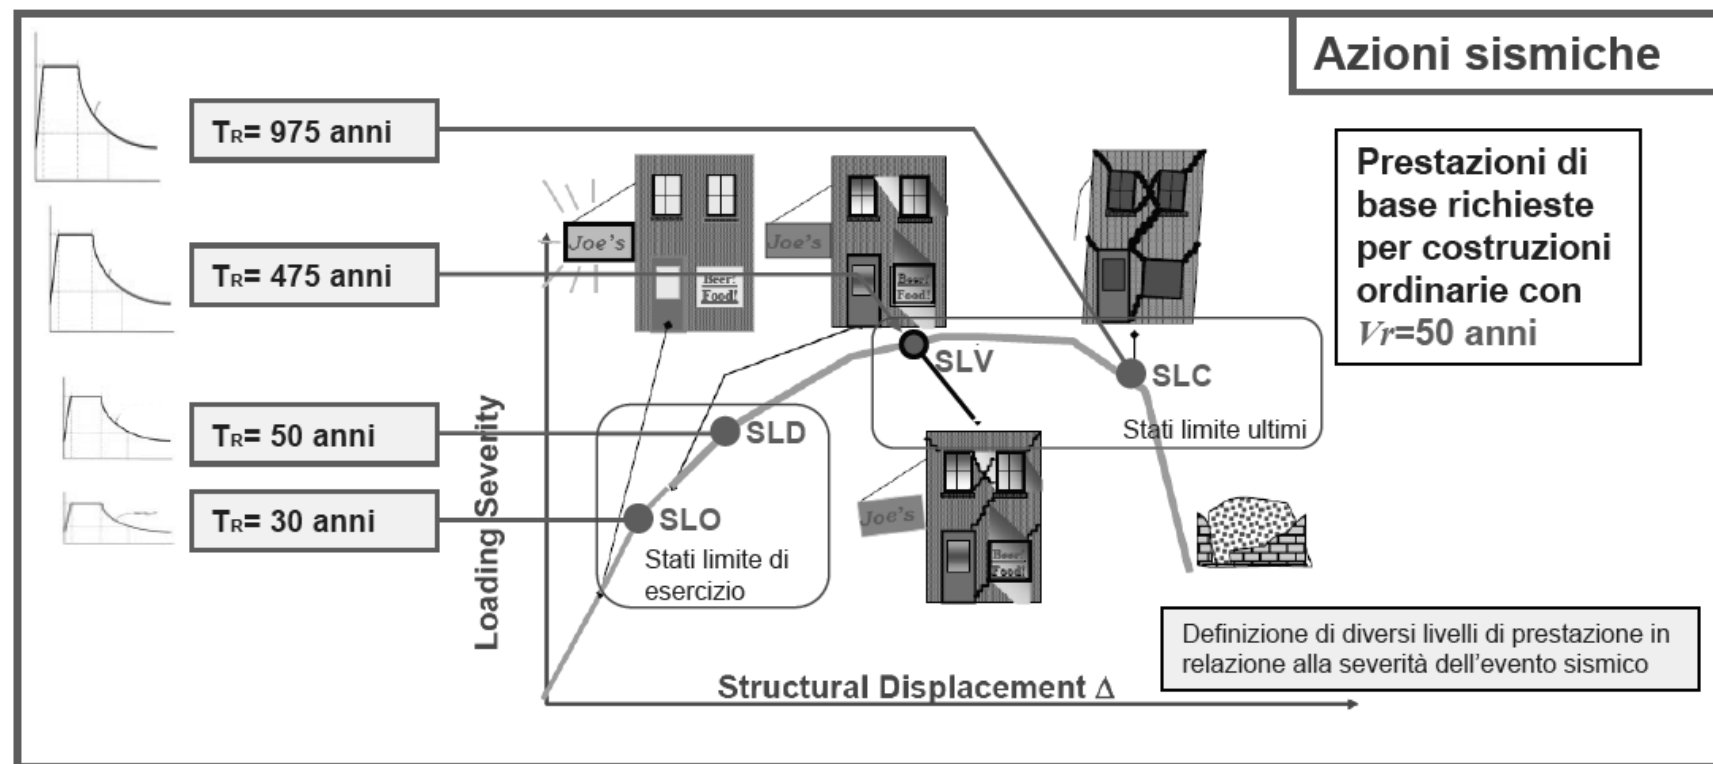 Azioni sismiche
TR= 975 anni
TR= 475 anni
TR= 50 anni
TR= 30 anni
Prestazioni di
base richieste
per costruzioni
ordinarie con
Vr=50 anni
Joe's
Beer!
Food!
Joe's
Beer!
Food!
SLV
SLC
Stati limite ultimi
SLD
SLO
Stati limite di
esercizio
Joe's
Beer!
Food!
Loading Severity
Structural Displacement Δ
Definizione di diversi livelli di prestazione in
relazione alla severità dell'evento sismico